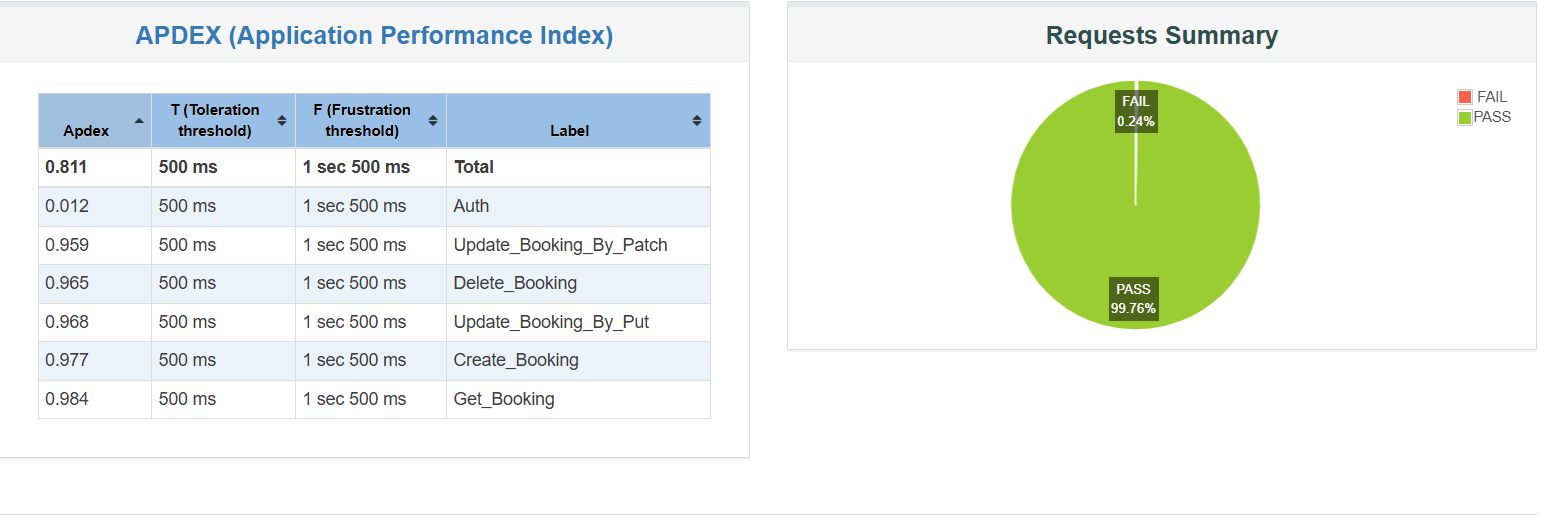 APDEX (Application Performance Index)
Apdex T (Toleration threshold) F (Frustration threshold) Label
0.811 500 ms 1 sec 500 ms Total
0.012 500 ms 1 sec 500 ms Auth
0.959 500 ms 1 sec 500 ms Update_Booking_By_Patch
0.965 500 ms 1 sec 500 ms Delete_Booking
0.968 500 ms 1 sec 500 ms Update_Booking_By_Put
0.977 500 ms 1 sec 500 ms Create_Booking
0.984 500 ms 1 sec 500 ms Get_Booking
Requests Summary
FAIL
0.24%
PASS
99.76%
FAIL
PASS